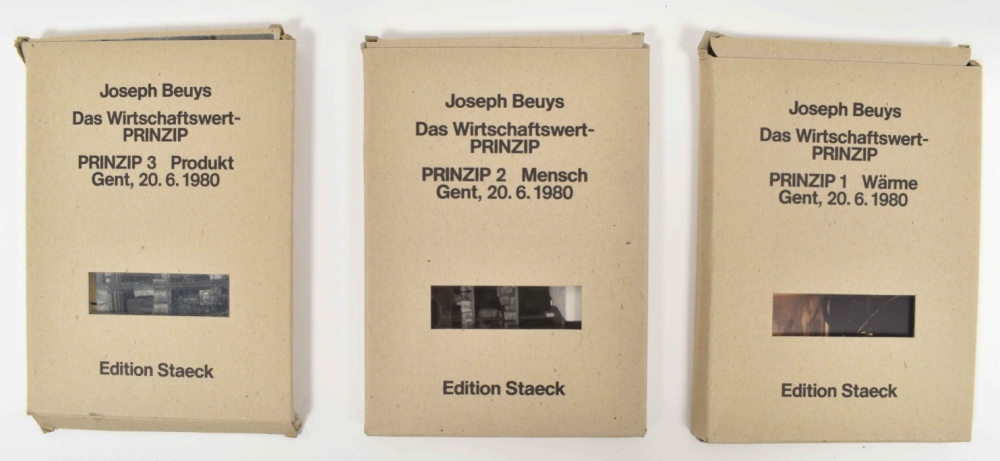 Joseph Beuys
Das Wirtschaftswert-
PRINZIP
PRINZIP 3 Produkt
Gent, 20. 6. 1980
Edition Staeck
Joseph Beuys
Das Wirtschaftswert-
PRINZIP
PRINZIP 2 Mensch
Gent, 20. 6. 1980
Edition Staeck
Joseph Beuys
Das Wirtschaftswert-
PRINZIP
PRINZIP 1 Wärme
Gent, 20. 6. 1980
Edition Staeck